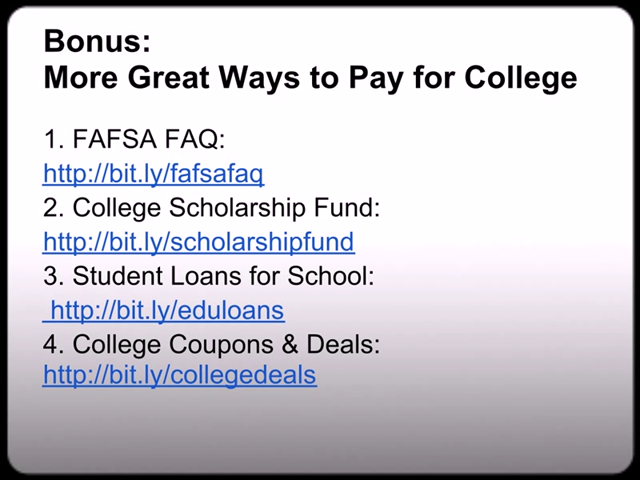 Bonus:
More Great Ways to Pay for College
1. FAFSA FAQ:
http://bit.ly/fafsafaq
2. College Scholarship Fund:
http://bit.ly/scholarshipfund
3. Student Loans for School:
http://bit.ly/eduloans
4. College Coupons & Deals:
http://bit.ly/collegedeals